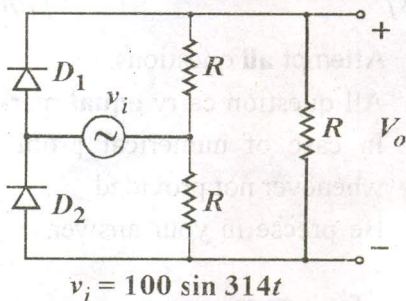 +
D₁
vᵢ
R
R
Vₒ
D₂
R
−
vᵢ = 100 sin 314t